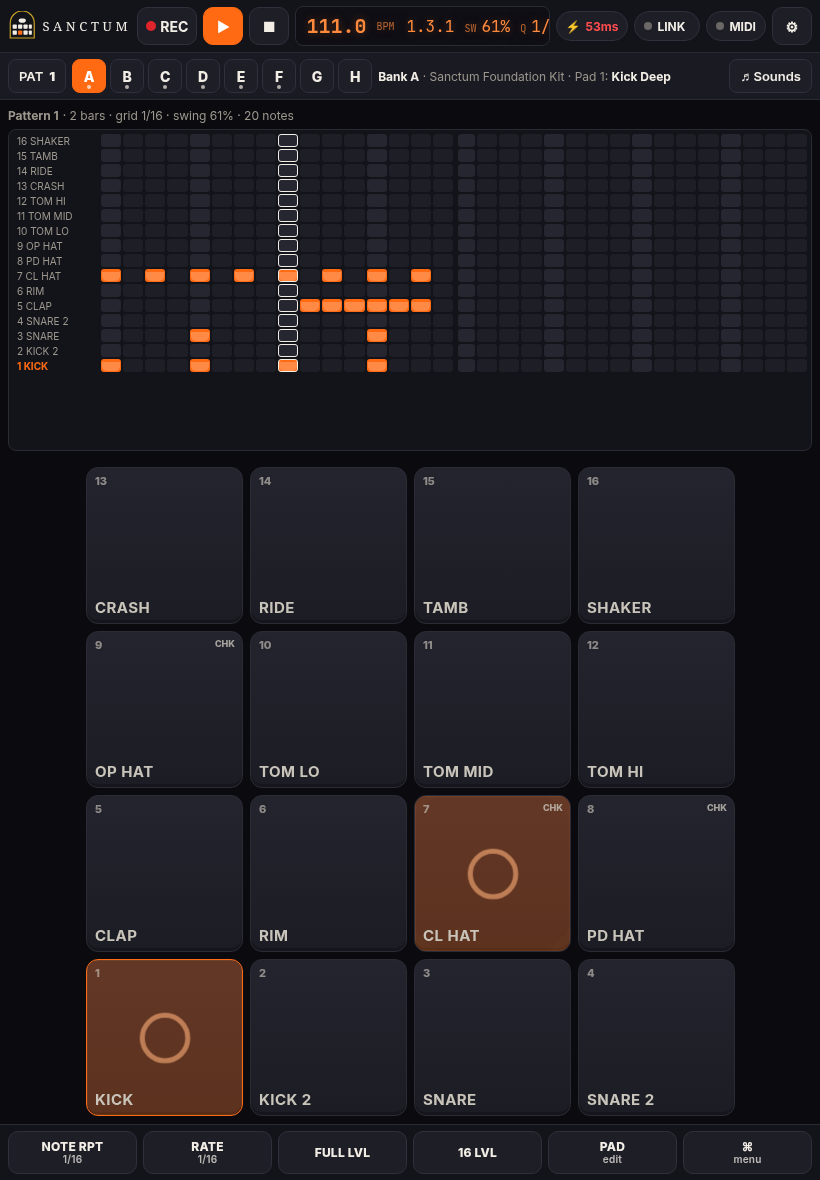 SANCTUM REC 111.0 BPM 1.3.1 SW 61% Q 1/ ⚡ 53ms LINK MIDI
PAT 1 A B C D E F G H Bank A · Sanctum Foundation Kit · Pad 1: Kick Deep ♬ Sounds
Pattern 1 · 2 bars · grid 1/16 · swing 61% · 20 notes
16 SHAKER
15 TAMB
14 RIDE
13 CRASH
12 TOM HI
11 TOM MID
10 TOM LO
9 OP HAT
8 PD HAT
7 CL HAT
6 RIM
5 CLAP
4 SNARE 2
3 SNARE
2 KICK 2
1 KICK
13 14 15 16
CRASH RIDE TAMB SHAKER
9 CHK 10 11 12
OP HAT TOM LO TOM MID TOM HI
5 6 7 CHK 8 CHK
CLAP RIM CL HAT PD HAT
1 2 3 4
KICK KICK 2 SNARE SNARE 2
NOTE RPT RATE FULL LVL 16 LVL PAD ⌘
1/16 1/16 edit menu